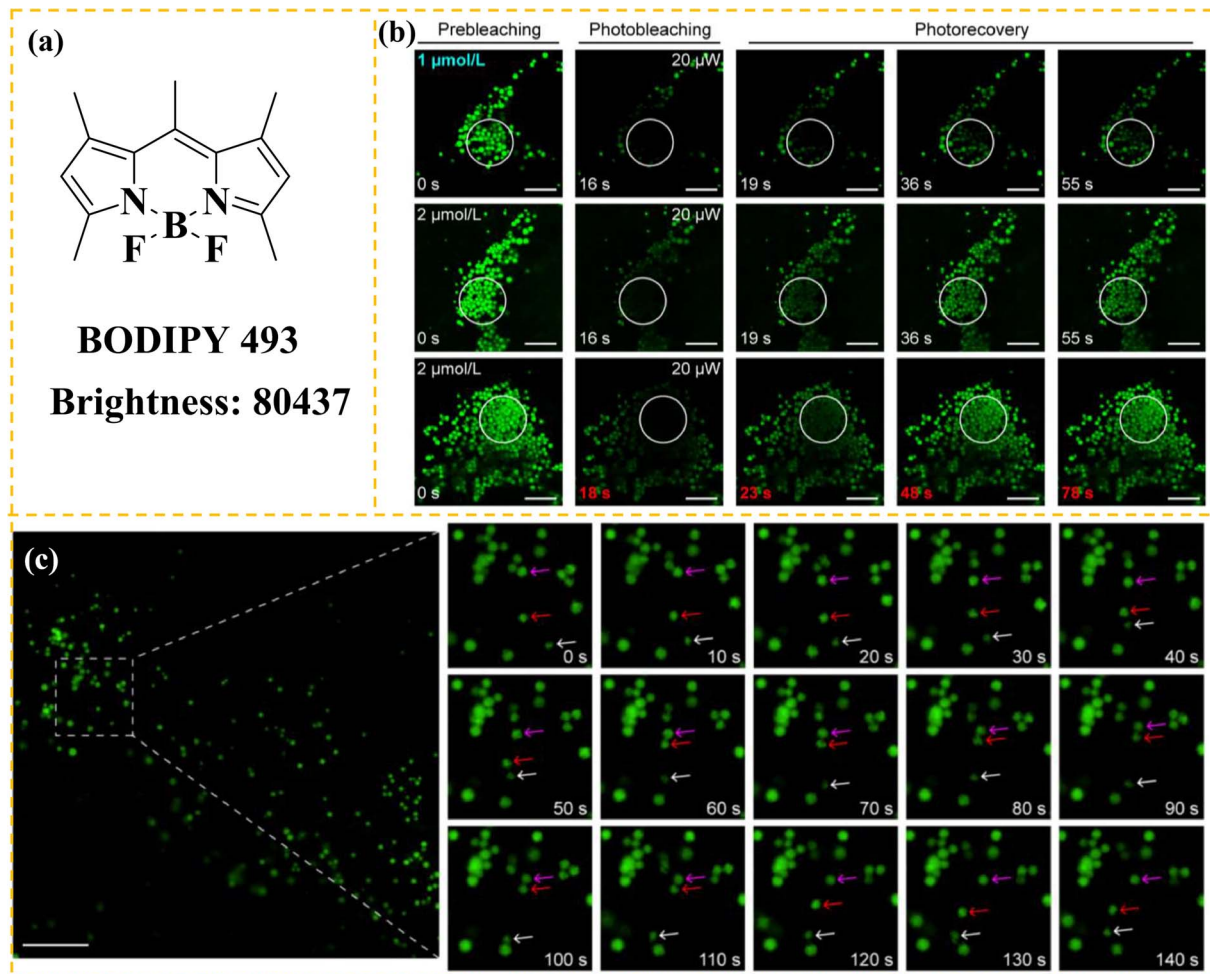 (a)
N
N
B
F
F
BODIPY 493
Brightness: 80437
(b)
Prebleaching
Photobleaching
Photorecovery
1 μmol/L
20 μW
0 s
16 s
19 s
36 s
55 s
2 μmol/L
20 μW
0 s
16 s
19 s
36 s
55 s
2 μmol/L
20 μW
0 s
18 s
23 s
48 s
78 s
(c)
0 s
10 s
20 s
30 s
40 s
50 s
60 s
70 s
80 s
90 s
100 s
110 s
120 s
130 s
140 s